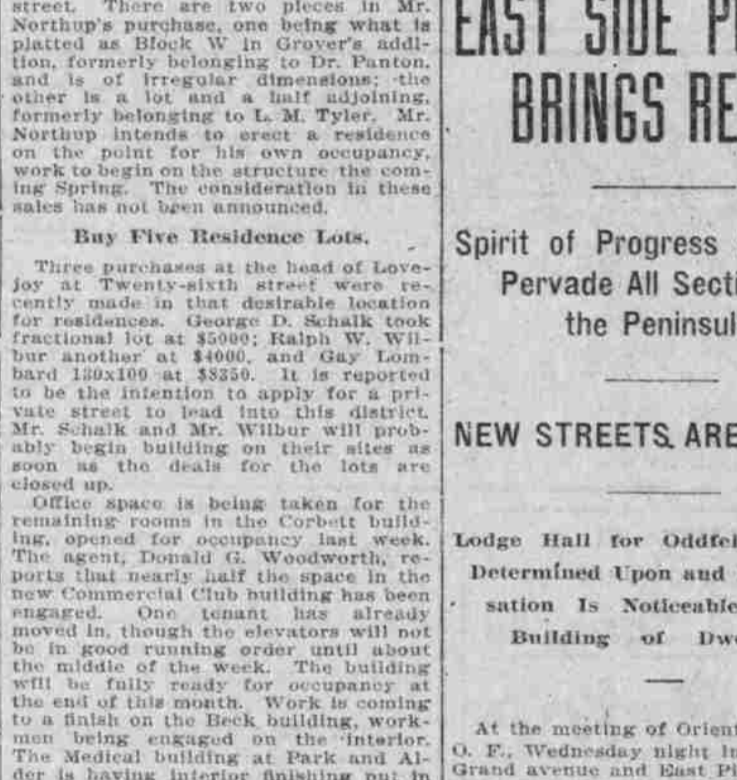 street. There are two pieces in Mr.
Northup's purchase, one being what is
platted as Block W in Grover's addi-
tion, formerly belonging to Dr. Panton,
and is of irregular dimensions; the
other is a lot and a half adjoining,
formerly belonging to L. M. Tyler. Mr.
Northup intends to erect a residence
on the point for his own occupancy,
work to begin on the structure the com-
ing Spring. The consideration in these
sales has not been announced.
Buy Five Residence Lots.
Three purchases at the head of Love-
joy at Twenty-sixth street were re-
cently made in that desirable location
for residences. George D. Schalk took
fractional lot at $5000; Ralph W. Wil-
bur another at $4000, and Gay Lom-
bard 130x100 at $8350. It is reported
to be the intention to apply for a pri-
vate street to lead into this district.
Mr. Schalk and Mr. Wilbur will prob-
ably begin building on their sites as
soon as the deals for the lots are
closed up.
Office space is being taken for the
remaining rooms in the Corbett build-
ing, opened for occupancy last week.
The agent, Donald G. Woodworth, re-
ports that nearly half the space in the
new Commercial Club building has been
engaged. One tenant has already
moved in, though the elevators will not
be in good running order until about
the middle of the week. The building
will be fully ready for occupancy at
the end of this month. Work is coming
to a finish on the Beck building, work-
men being engaged on the interior.
The Medical building at Park and Al-
der is having interior finishing put in
EAST SIDE P
BRINGS RE
Spirit of Progress
Pervade All Secti
the Peninsul
NEW STREETS ARE
Lodge Hall for Oddfel
Determined Upon and
sation Is Noticeable
Building of Dwe
At the meeting of Orient
O. F., Wednesday night in
Grand avenue and East Pi